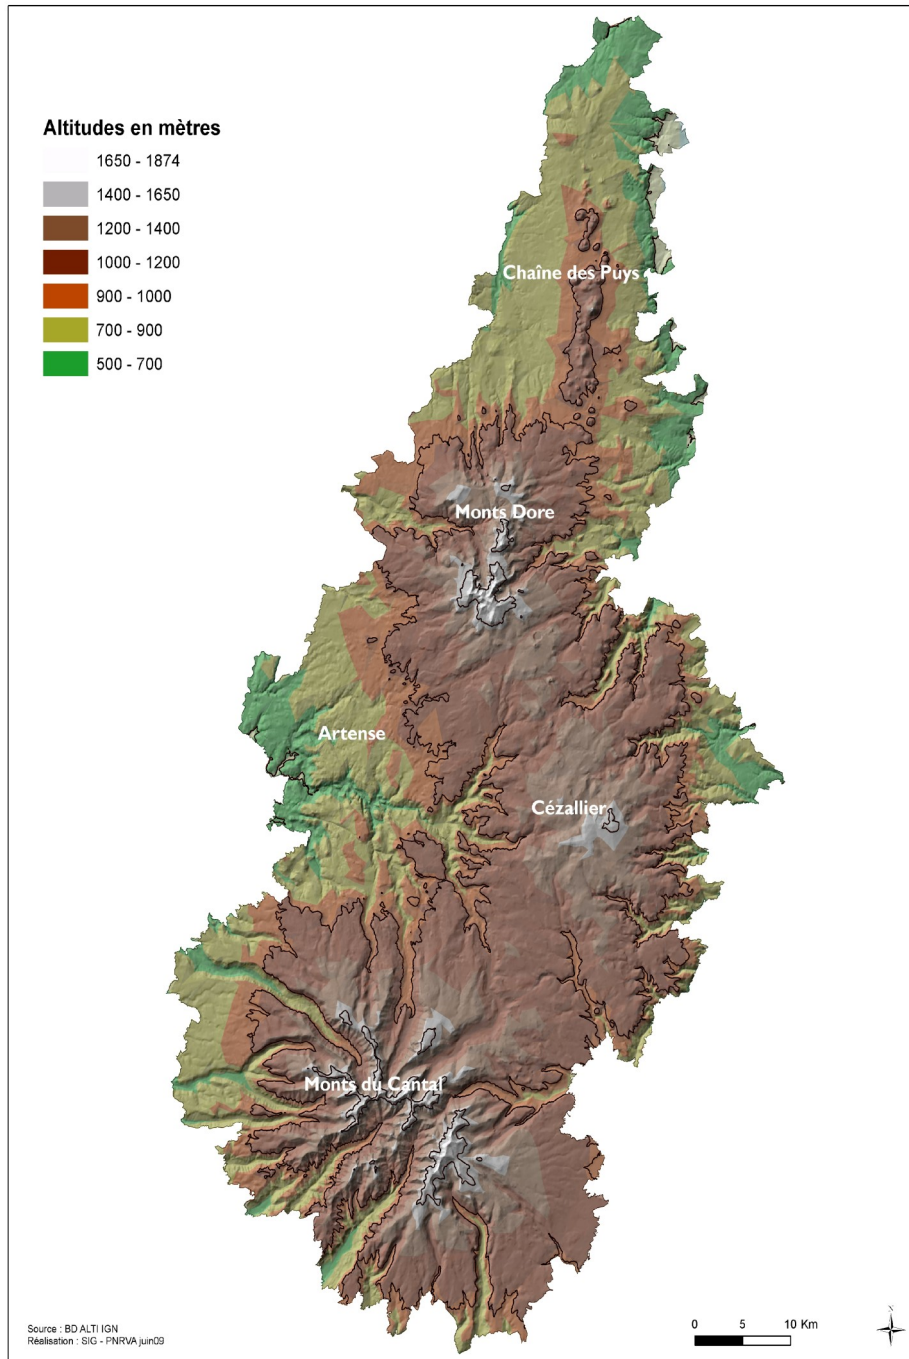 Altitudes en mètres
1650 - 1874
1400 - 1650
1200 - 1400
1000 - 1200
900 - 1000
700 - 900
500 - 700
Chaîne des Puys
Monts Dore
Artense
Cézallier
Monts du Cantal
Source : BD ALTI IGN
Réalisation : SIG - PNRVA juin09
0 5 10 Km
N